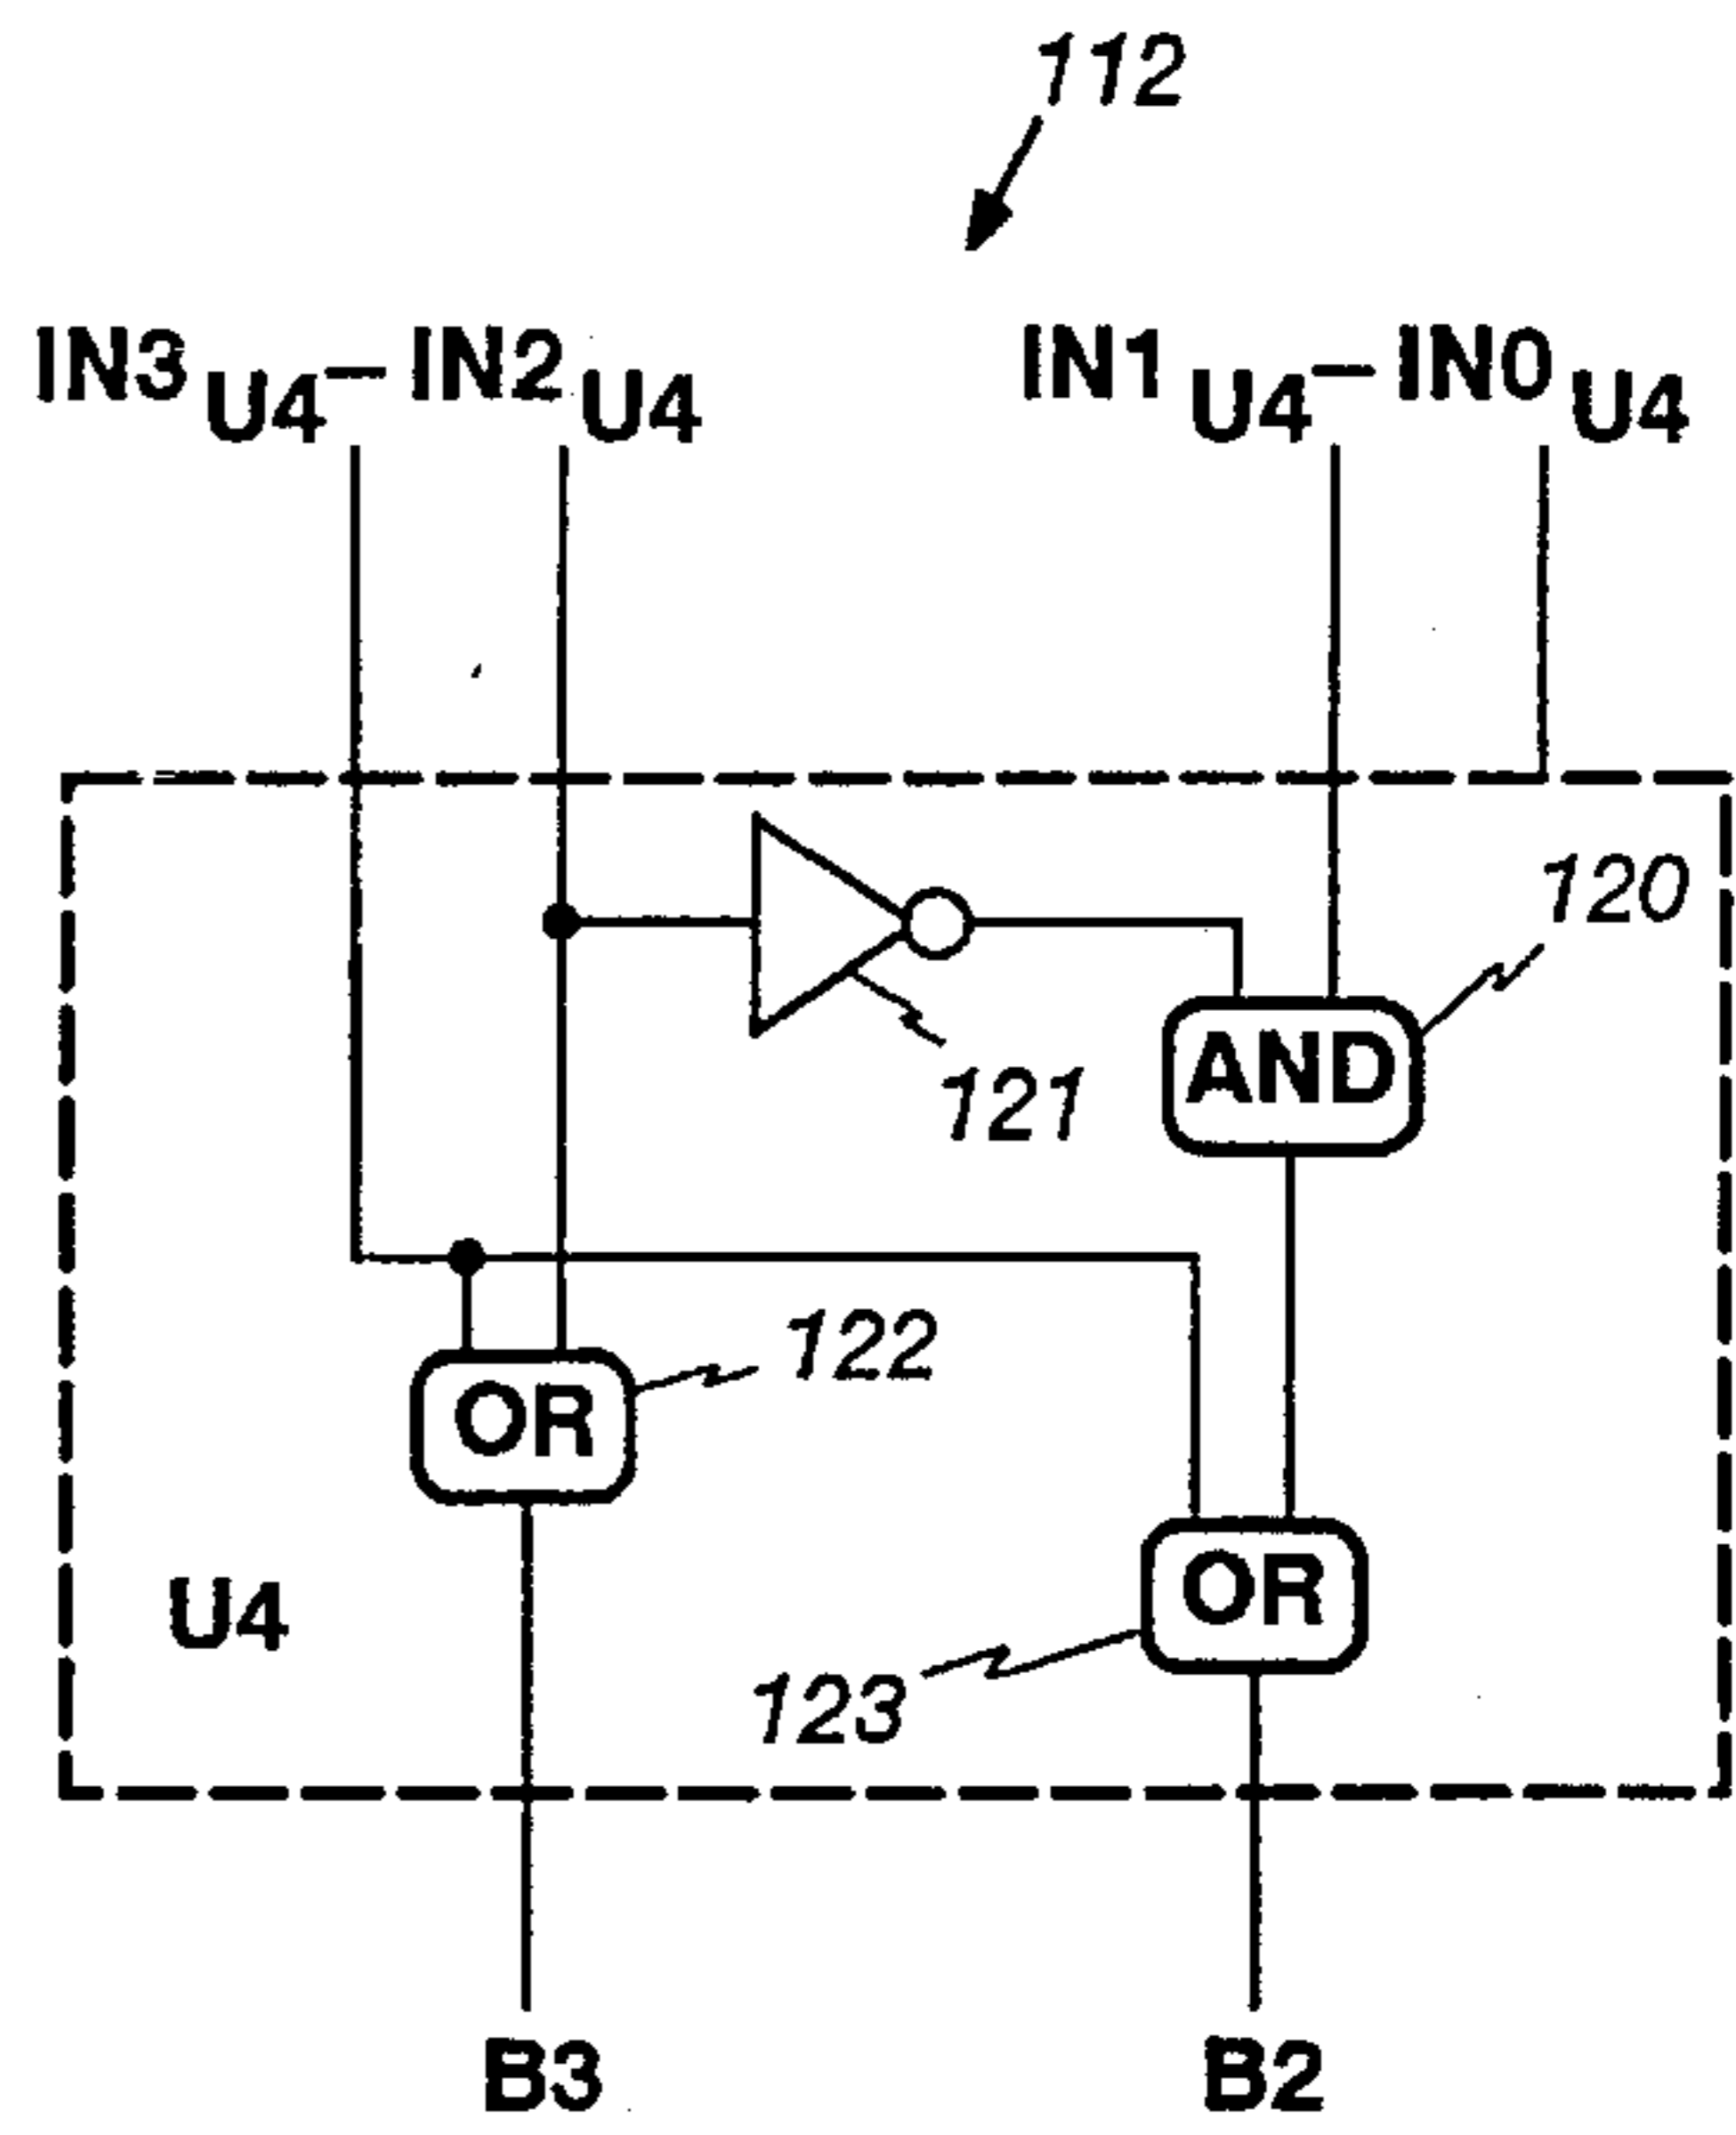 112
IN3U4–IN2U4 IN1U4–IN0U4
120
AND
121
122
OR
OR
U4
123
B3 B2